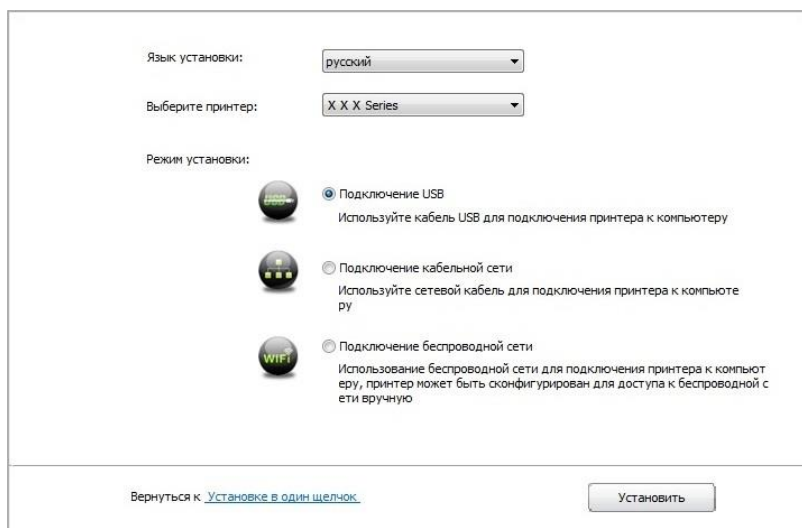 Язык установки: русский
Выберите принтер: X X X Series
Режим установки:
USB
Подключение USB
Используйте кабель USB для подключения принтера к компьютеру
Подключение кабельной сети
Используйте сетевой кабель для подключения принтера к компьюте
ру
WiFi
Подключение беспроводной сети
Использование беспроводной сети для подключения принтера к компьют
еру, принтер может быть сконфигурирован для доступа к беспроводной с
ети вручную
Вернуться к Установке в один щелчок
Установить